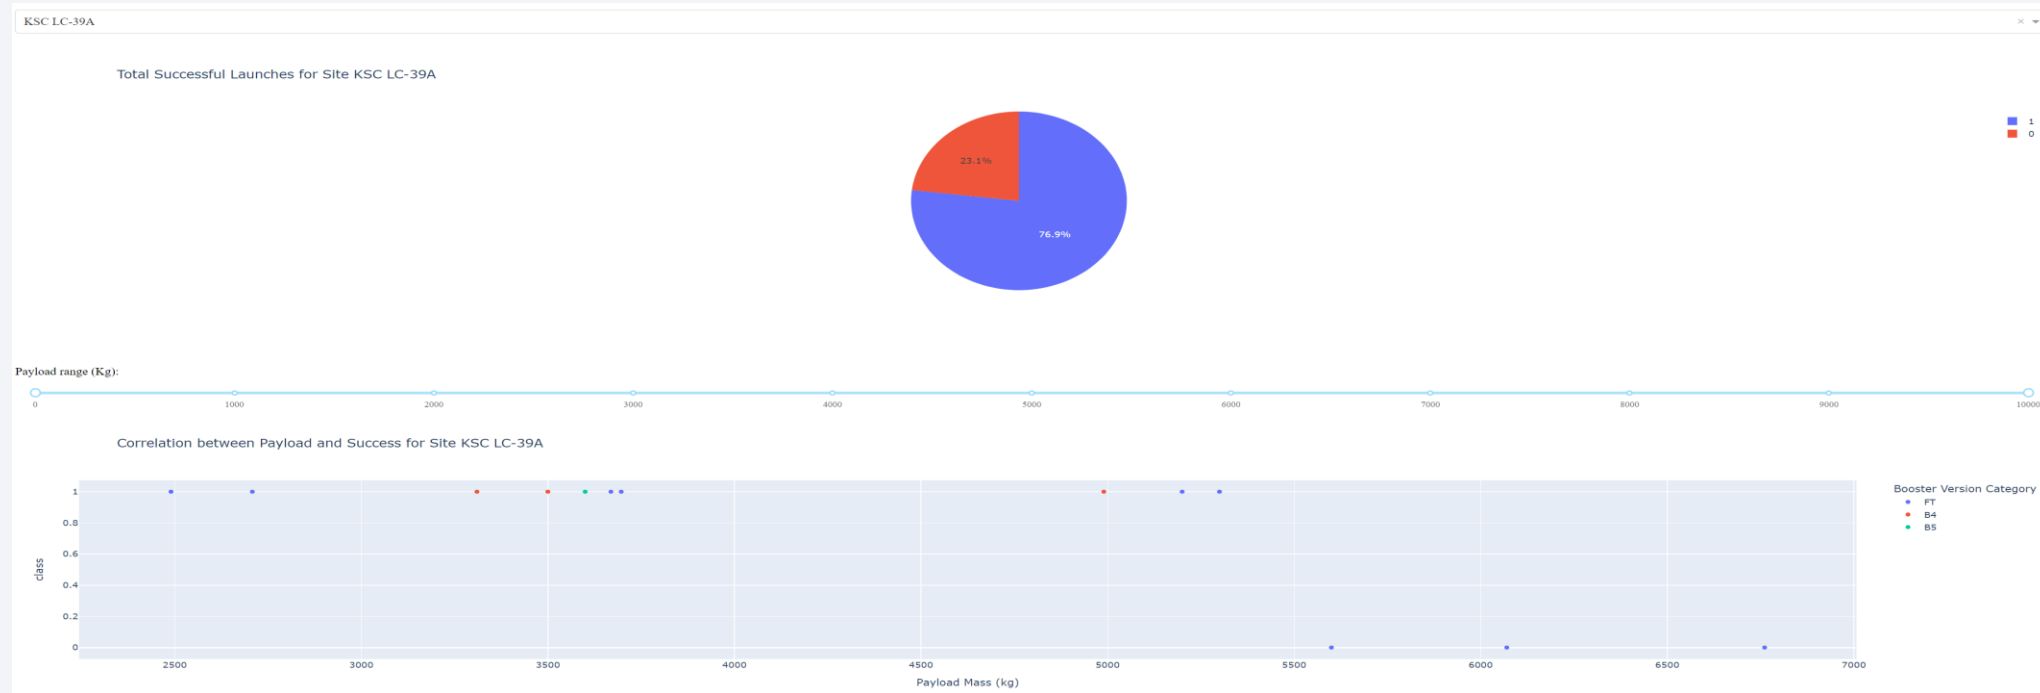 KSC LC-39A × ▾
Total Successful Launches for Site KSC LC-39A
1
0
23.1%
76.9%
Payload range (Kg):
0 1000 2000 3000 4000 5000 6000 7000 8000 9000 10000
Correlation between Payload and Success for Site KSC LC-39A
Booster Version Category
FT
B4
B5
1
0.8
0.6
0.4
0.2
0
class
2500 3000 3500 4000 4500 5000 5500 6000 6500 7000
Payload Mass (kg)